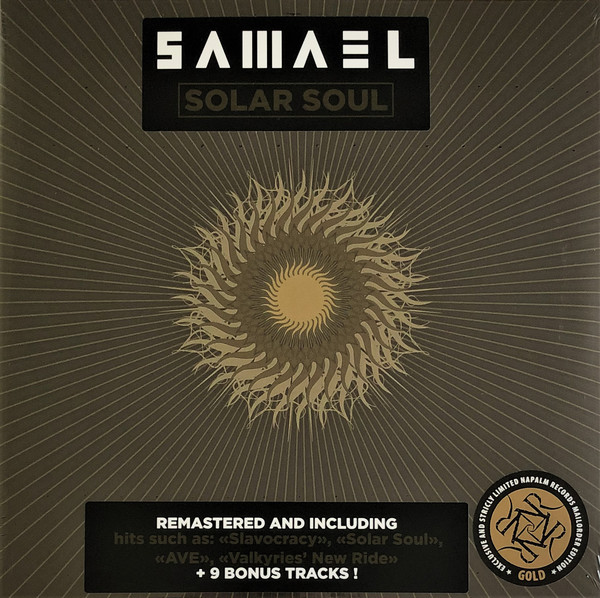 SAMAEL
SOLAR SOUL
REMASTERED AND INCLUDING
hits such as: «Slavocracy», «Solar Soul»,
«AVE», «Valkyries' New Ride»
+ 9 BONUS TRACKS !
EXCLUSIVE AND STRICTLY LIMITED NAPALM RECORDS MAILORDER EDITION
GOLD